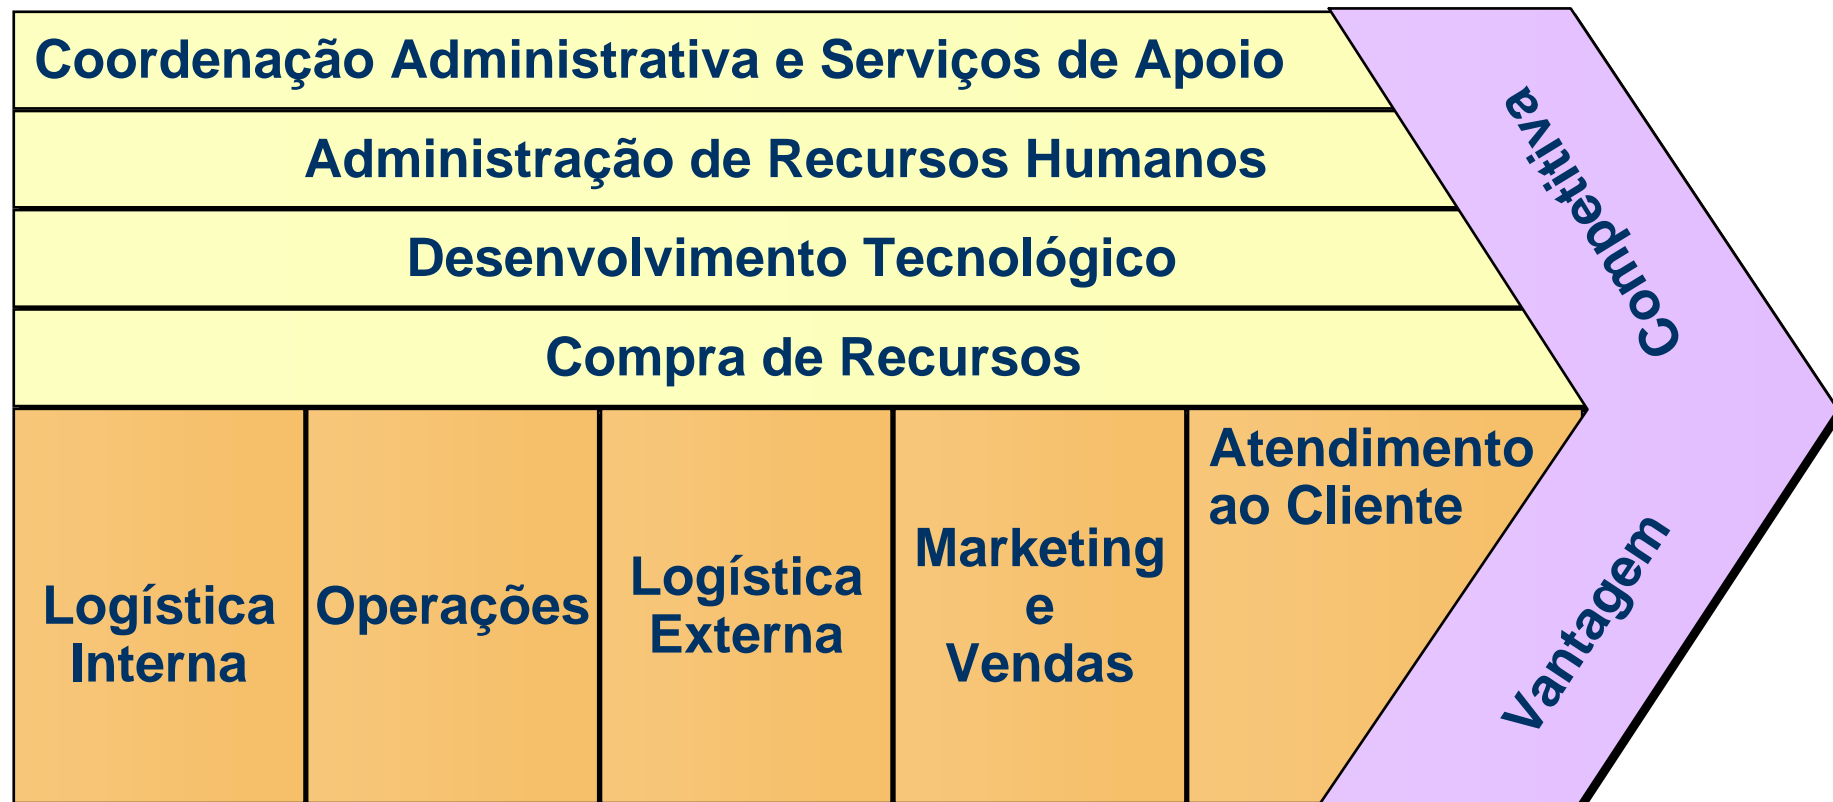 Coordenação Administrativa e Serviços de Apoio
Administração de Recursos Humanos
Desenvolvimento Tecnológico
Compra de Recursos
Logística
Interna
Operações
Logística
Externa
Marketing
e
Vendas
Atendimento
ao Cliente
Vantagem
Competitiva